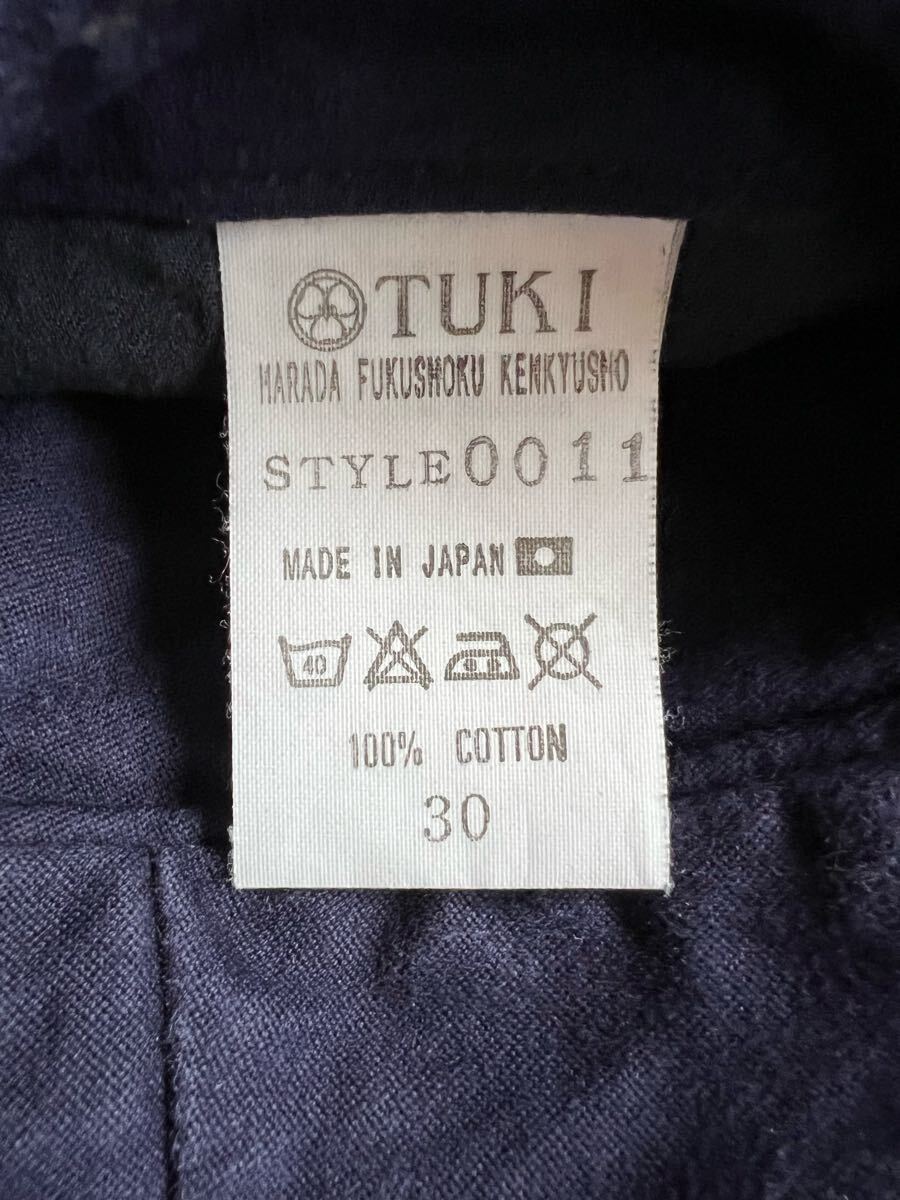 TUKI
HARADA FUKUSHOKU KENKYUSHO
STYLE0011
MADE IN JAPAN
40
100% COTTON
30